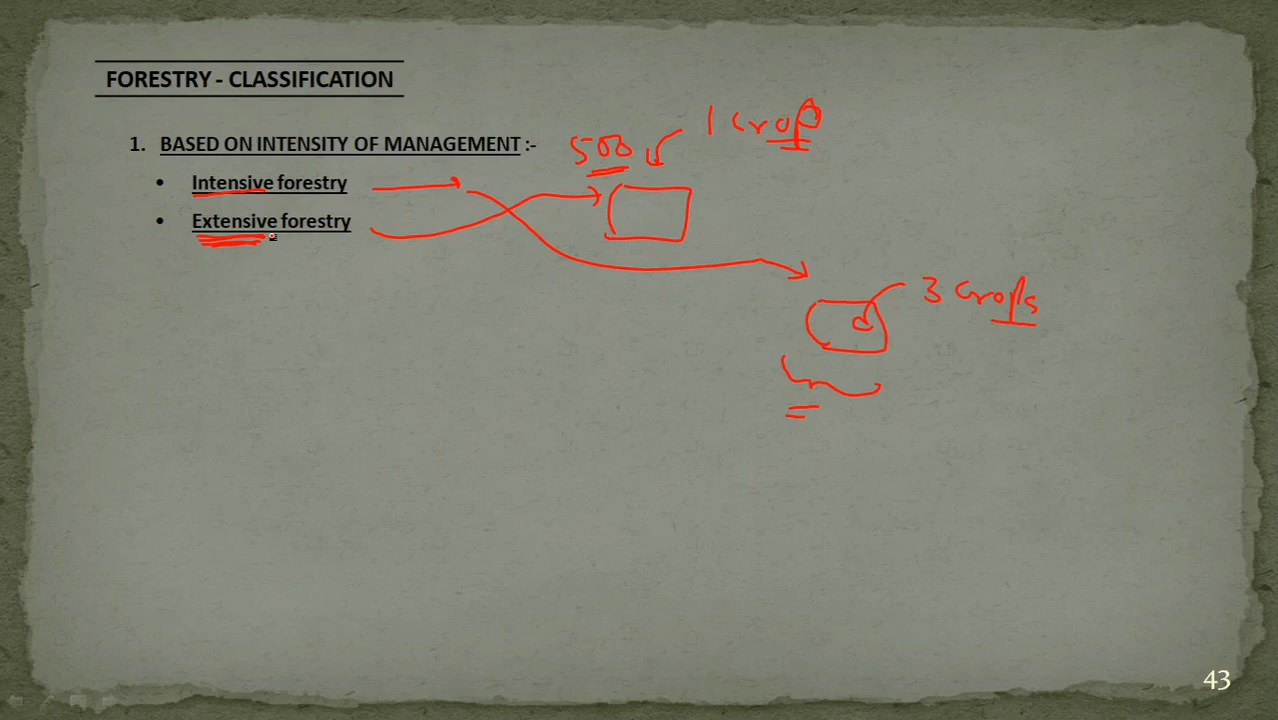 FORESTRY - CLASSIFICATION
1. BASED ON INTENSITY OF MANAGEMENT :-
• Intensive forestry
• Extensive forestry
500
1 crop
3 crops
43